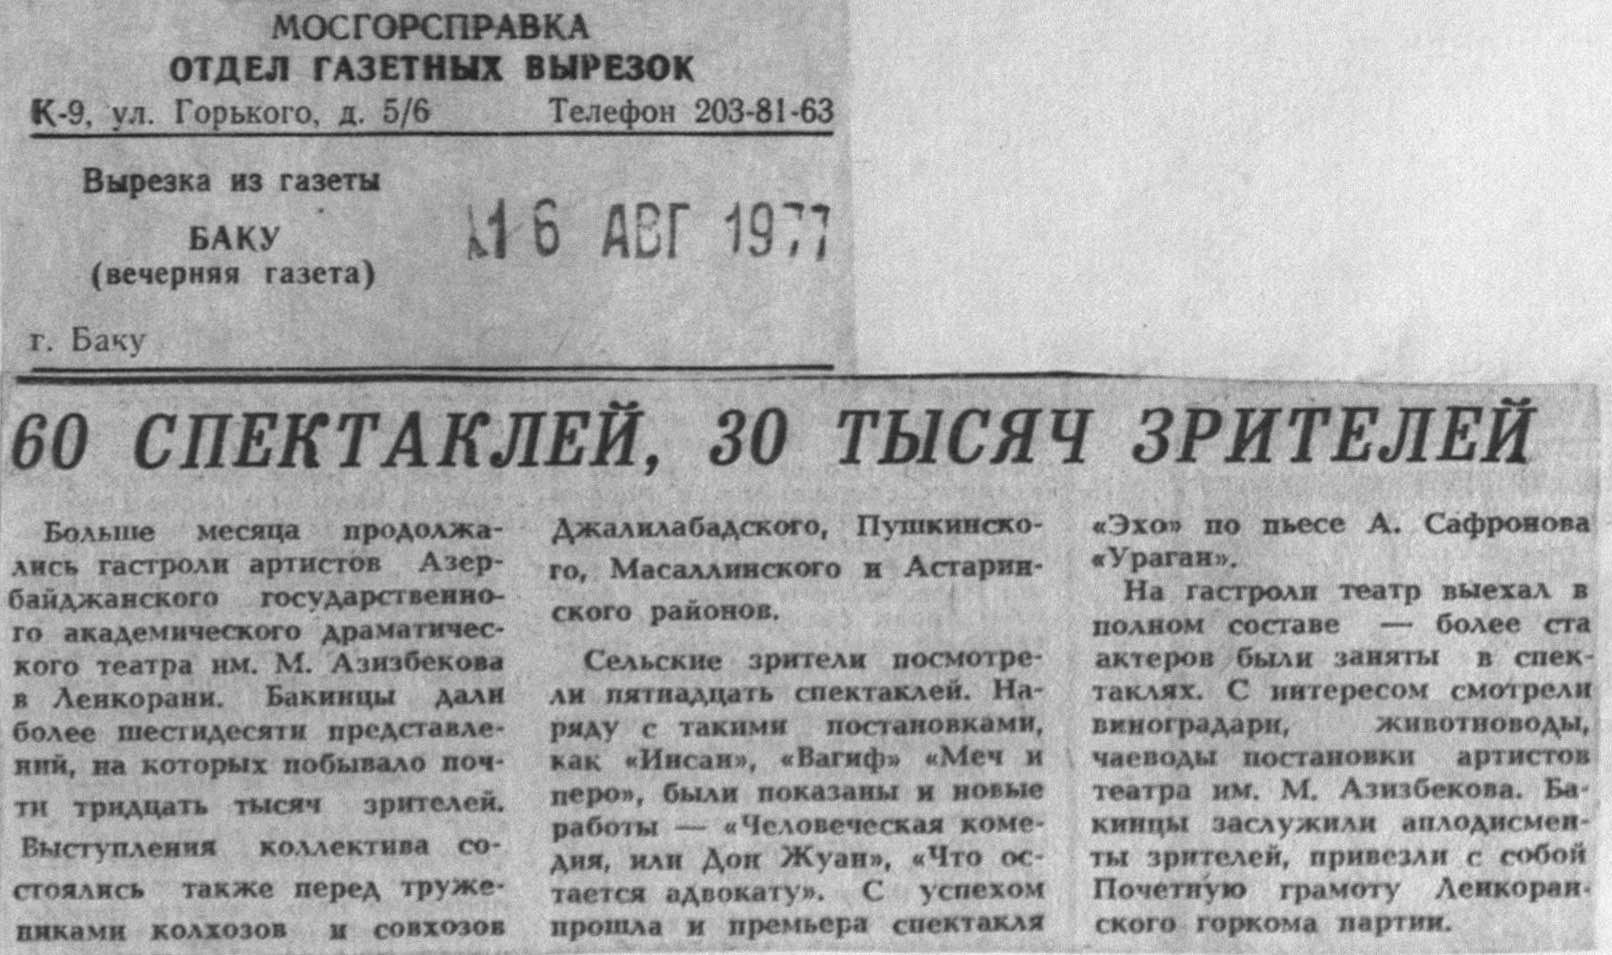 МОСГОРСПРАВКА
ОТДЕЛ ГАЗЕТНЫХ ВЫРЕЗОК
К-9, ул. Горького, д. 5/6 Телефон 203-81-63
Вырезка из газеты
БАКУ
(вечерняя газета)
16 АВГ 1977
г. Баку
60 СПЕКТАКЛЕЙ, 30 ТЫСЯЧ ЗРИТЕЛЕЙ
Больше месяца продолжа-
лись гастроли артистов Азер-
байджанского государственно-
го академического драматичес-
кого театра им. М. Азизбекова
в Ленкорани. Бакинцы дали
более шестидесяти представле-
ний, на которых побывало поч-
ти тридцать тысяч зрителей.
Выступления коллектива со-
стоялись также перед труже-
никами колхозов и совхозов
Джалилабадского, Пушкинско-
го, Масаллинского и Астарин-
ского районов.
Сельские зрители посмотре-
ли пятнадцать спектаклей. На-
ряду с такими постановками,
как «Инсан», «Вагиф» «Меч и
перо», были показаны и новые
работы — «Человеческая коме-
дия, или Дон Жуан», «Что ос-
тается адвокату». С успехом
прошла и премьера спектакля
«Эхо» по пьесе А. Сафронова
«Ураган».
На гастроли театр выехал в
полном составе — более ста
актеров были заняты в спек-
таклях. С интересом смотрели
виноградари, животноводы,
чаеводы постановки артистов
театра им. М. Азизбекова. Ба-
кинцы заслужили аплодисмен-
ты зрителей, привезли с собой
Почетную грамоту Ленкоран-
ского горкома партии.